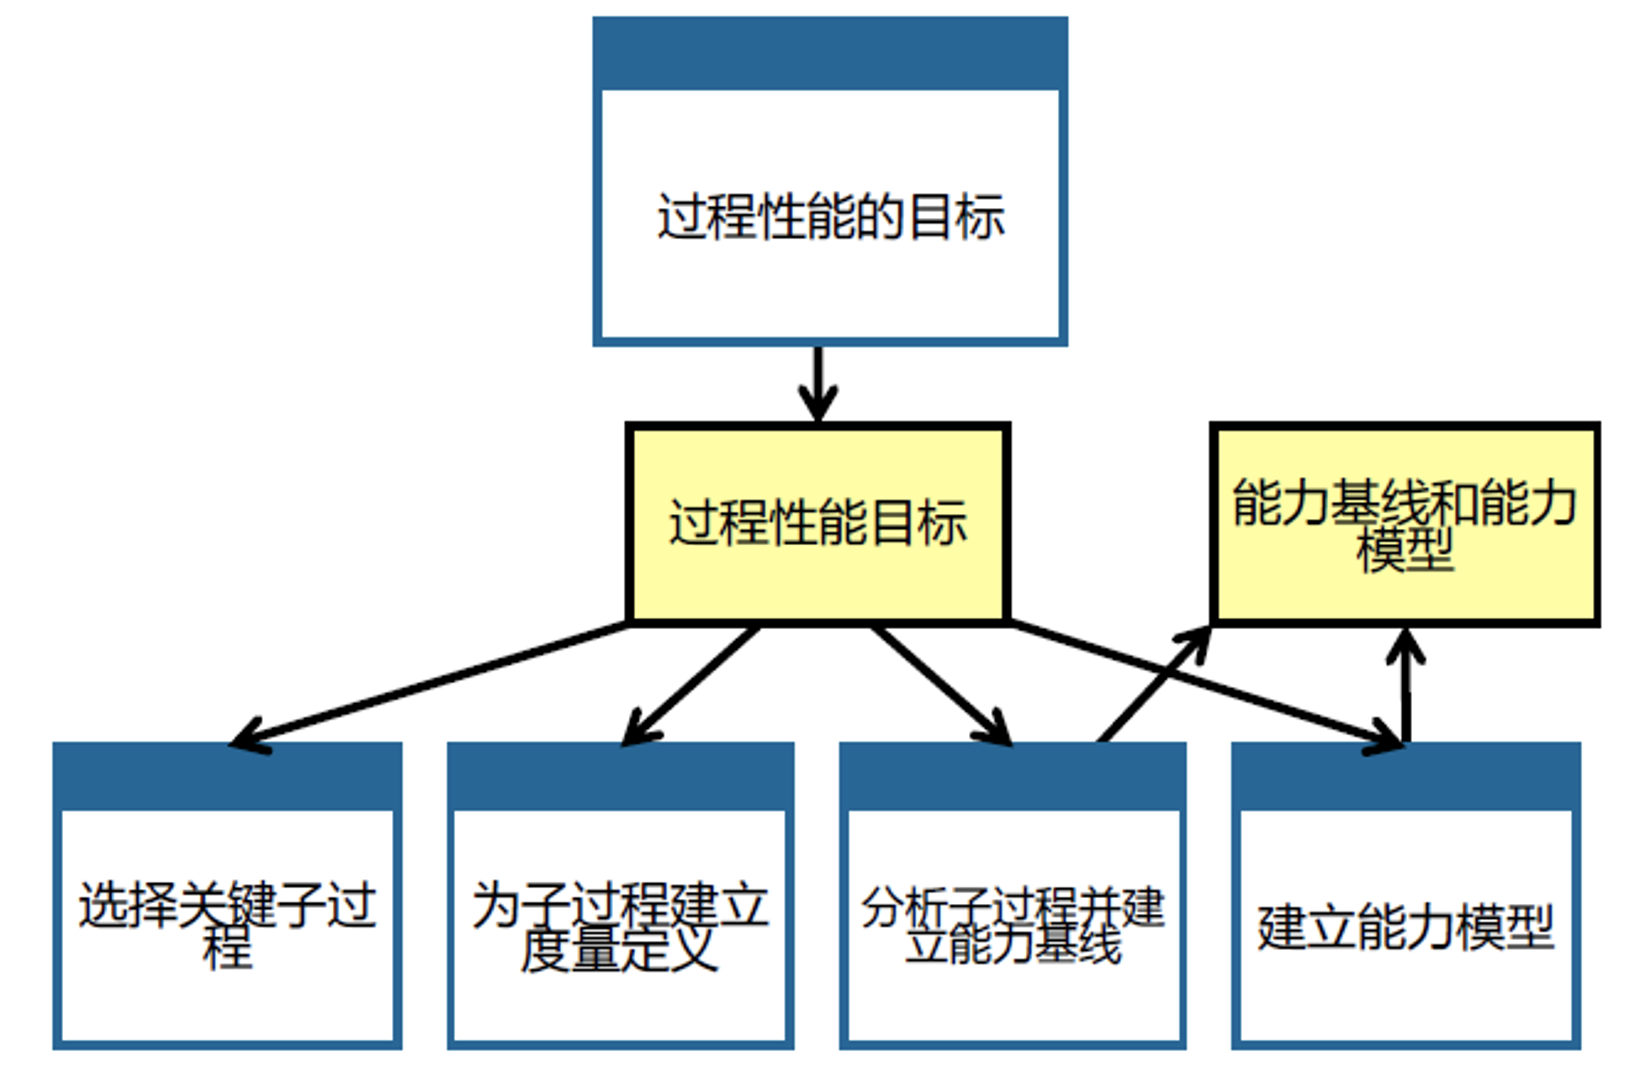 过程性能的目标
过程性能目标
能力基线和能力
模型
选择关键子过
程
为子过程建立
度量定义
分析子过程并建
立能力基线
建立能力模型